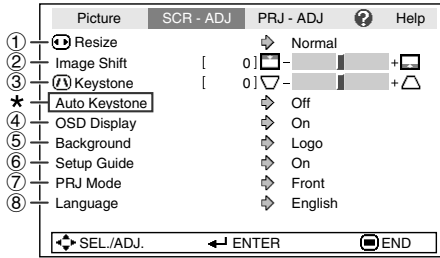 Picture SCR - ADJ PRJ - ADJ ? Help
① Resize Normal
② Image Shift [ 0 ] – +
③ Keystone [ 0 ] – +
* Auto Keystone Off
④ OSD Display On
⑤ Background Logo
⑥ Setup Guide On
⑦ PRJ Mode Front
⑧ Language English
SEL./ADJ. ENTER END